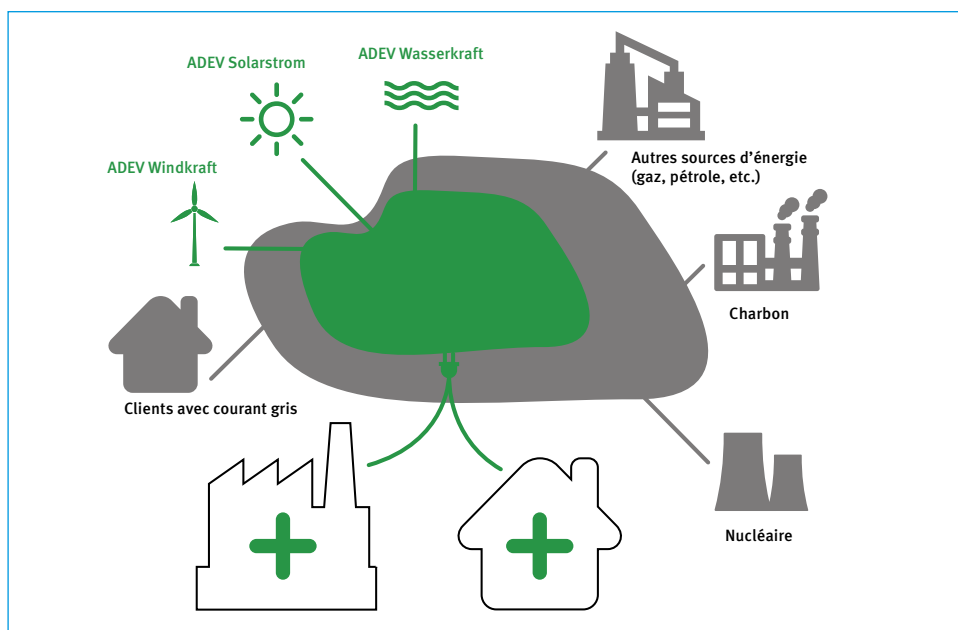 ADEV Wasserkraft
ADEV Solarstrom
ADEV Windkraft
Autres sources d’énergie
(gaz, pétrole, etc.)
Charbon
Clients avec courant gris
Nucléaire